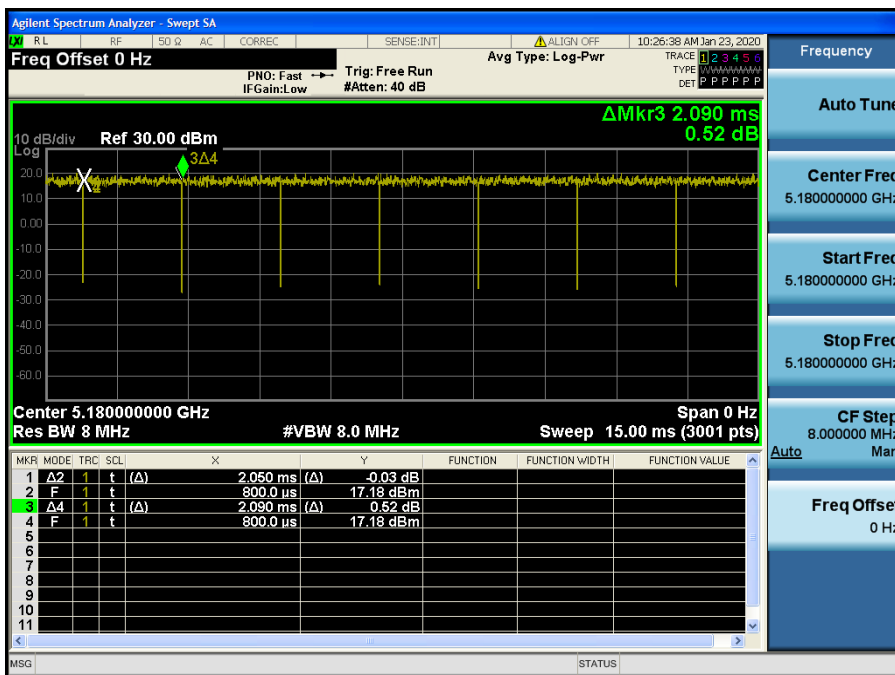 Agilent Spectrum Analyzer - Swept SA
LXI RL RF 50 Ω AC CORREC SENSE:INT ALIGN OFF 10:26:38 AM Jan 23, 2020
Freq Offset 0 Hz
PNO: Fast
IFGain:Low
Trig: Free Run
#Atten: 40 dB
Avg Type: Log-Pwr
TRACE 1 2 3 4 5 6
TYPE WWWWWW
DET P P P P P P
ΔMkr3 2.090 ms
0.52 dB
10 dB/div Ref 30.00 dBm
Log
3Δ4
20.0
10.0
0.00
-10.0
-20.0
-30.0
-40.0
-50.0
-60.0
Center 5.180000000 GHz Span 0 Hz
Res BW 8 MHz #VBW 8.0 MHz Sweep 15.00 ms (3001 pts)
MKR MODE TRC SCL X Y FUNCTION FUNCTION WIDTH FUNCTION VALUE
1 Δ2 1 t (Δ) 2.050 ms (Δ) -0.03 dB
2 F 1 t 800.0 µs 17.18 dBm
3 Δ4 1 t (Δ) 2.090 ms (Δ) 0.52 dB
4 F 1 t 800.0 µs 17.18 dBm
5
6
7
8
9
10
11
MSG STATUS
Frequency
Auto Tune
Center Freq
5.180000000 GHz
Start Freq
5.180000000 GHz
Stop Freq
5.180000000 GHz
CF Step
8.000000 MHz
Auto Man
Freq Offset
0 Hz